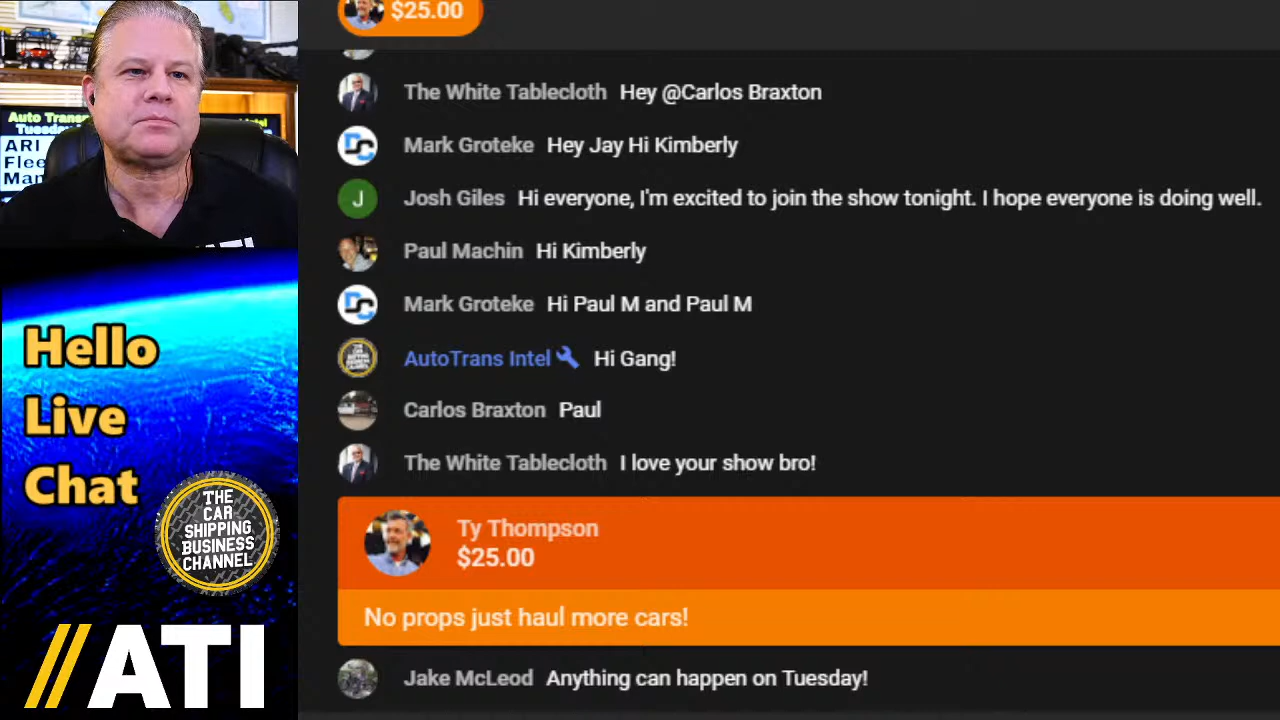 $25.00
The White Tablecloth Hey @Carlos Braxton
Mark Groteke Hey Jay Hi Kimberly
J Josh Giles Hi everyone, I'm excited to join the show tonight. I hope everyone is doing well.
Paul Machin Hi Kimberly
Mark Groteke Hi Paul M and Paul M
AutoTrans Intel Hi Gang!
Carlos Braxton Paul
The White Tablecloth I love your show bro!
Ty Thompson
$25.00
No props just haul more cars!
Jake McLeod Anything can happen on Tuesday!
Auto
Tuesday
ARI
ATI
Hello
Live
Chat
THE
CAR
SHIPPING
BUSINESS
CHANNEL
//ATI